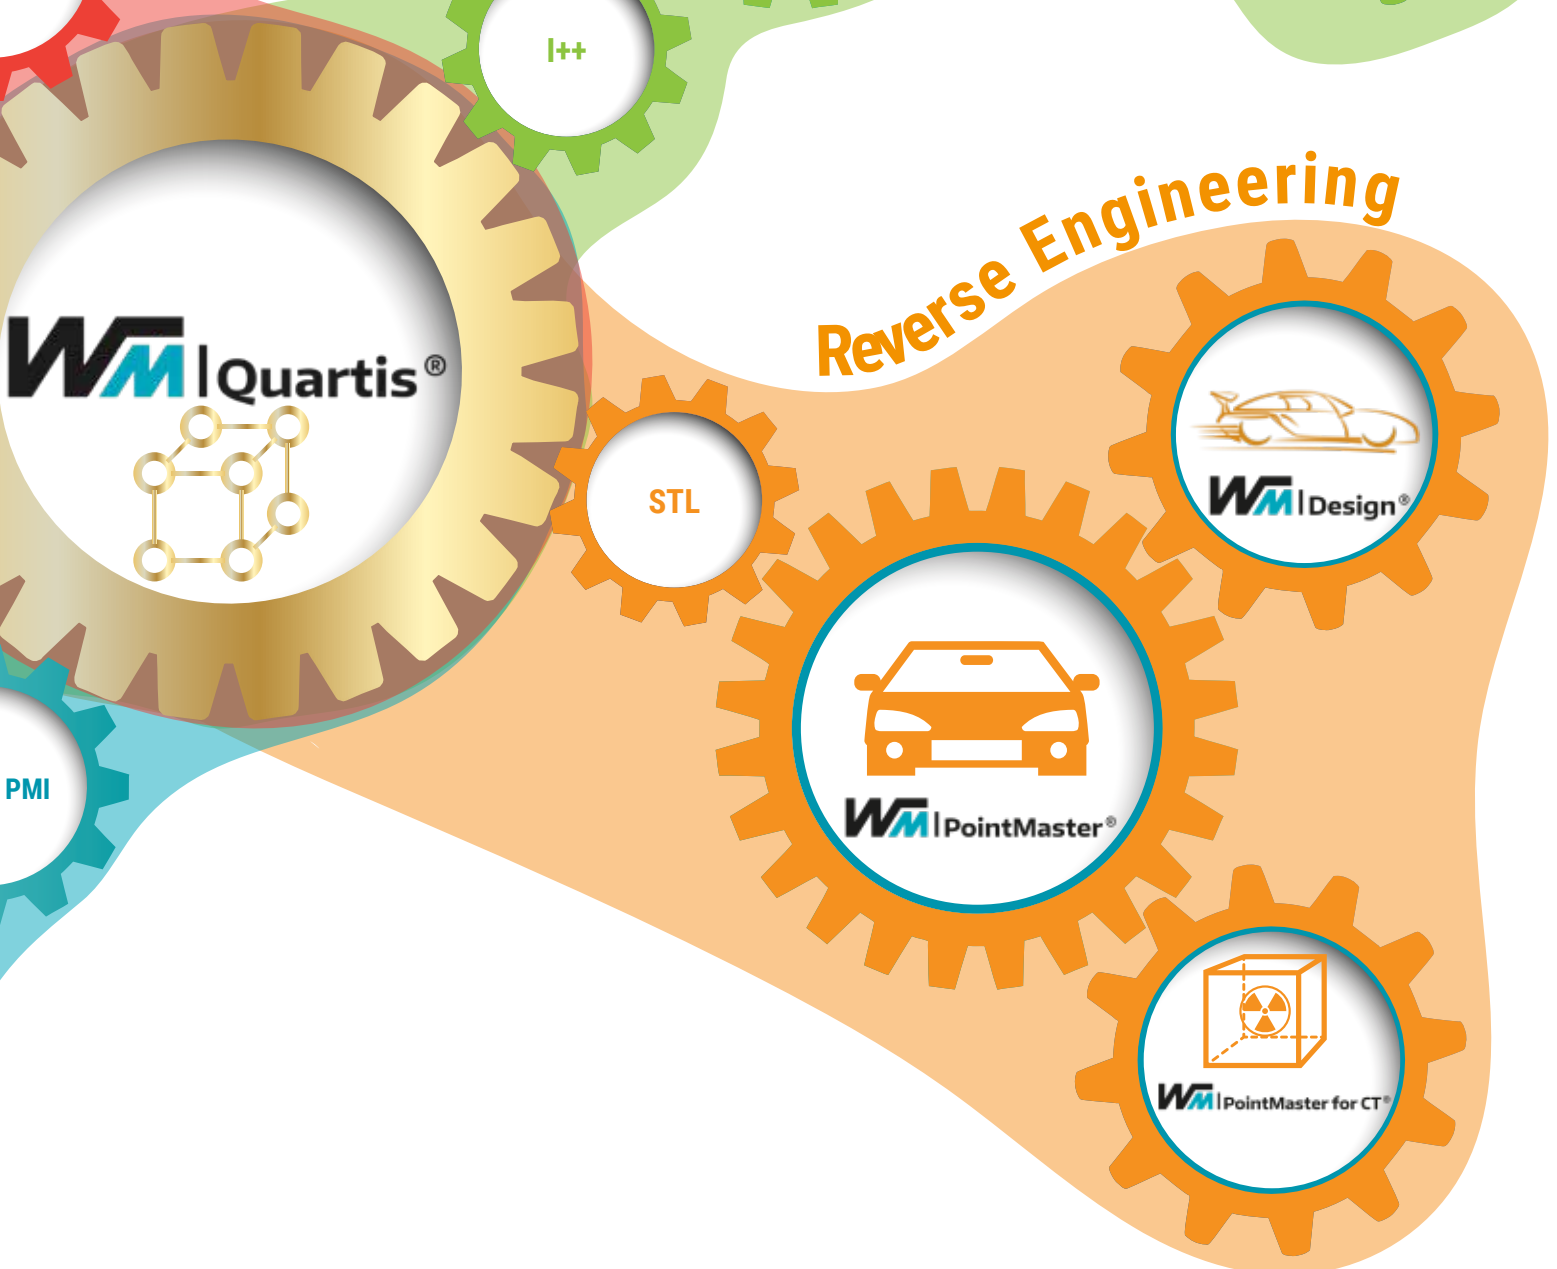 I++
Reverse Engineering
WM | Quartis®
STL
WM | Design®
PMI
WM | PointMaster®
WM | PointMaster for CT®